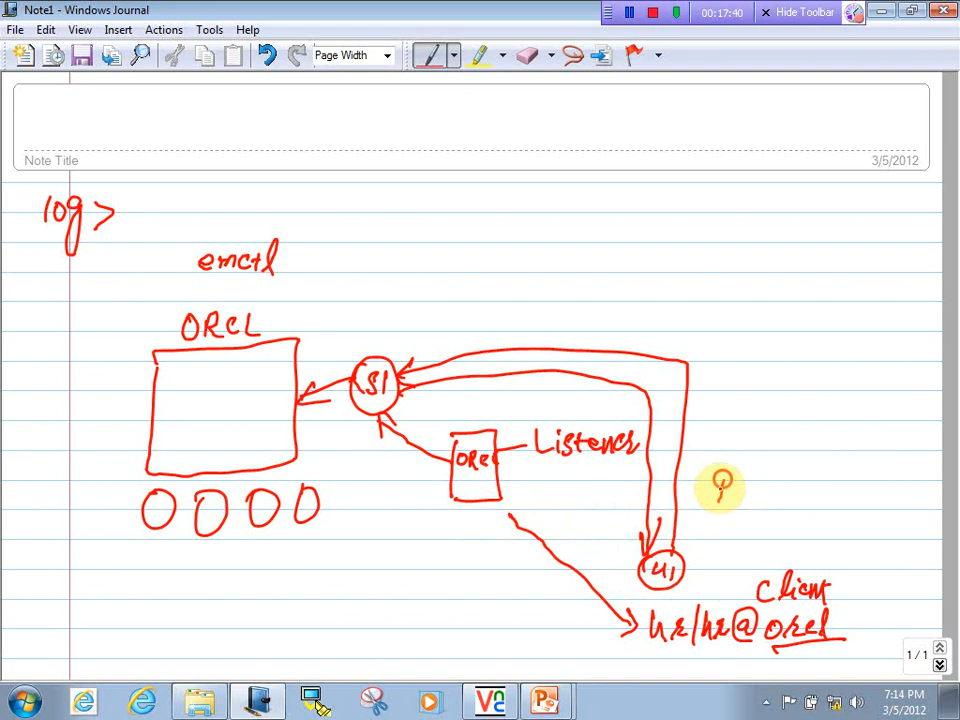 Note1 - Windows Journal
00:17:40
Hide Toolbar
File Edit View Insert Actions Tools Help
Page Width
Note Title
3/5/2012
log >
emctl
ORCL
S1
ORCL
Listener
U1
Client
hr/hr@orcl
1 / 1
VC
7:14 PM
3/5/2012